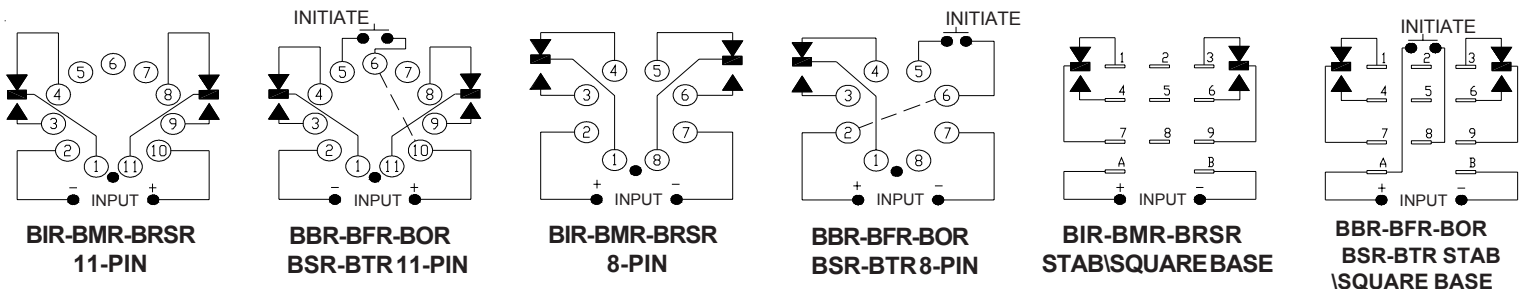 5 6 7
4 8
3 9
2 10
1 11
- INPUT +
BIR-BMR-BRSR
11-PIN
INITIATE
5 6 7
4 8
3 9
2 10
1 11
- INPUT +
BBR-BFR-BOR
BSR-BTR 11-PIN
4 5
3 6
2 7
1 8
+ INPUT -
BIR-BMR-BRSR
8-PIN
INITIATE
4 5
3 6
2 7
1 8
+ INPUT -
BBR-BFR-BOR
BSR-BTR 8-PIN
1 2 3
4 5 6
7 8 9
A B
+ INPUT -
BIR-BMR-BRSR
STAB\SQUARE BASE
INITIATE
1 2 3
4 5 6
7 8 9
A B
+ INPUT -
BBR-BFR-BOR
BSR-BTR STAB
\SQUARE BASE